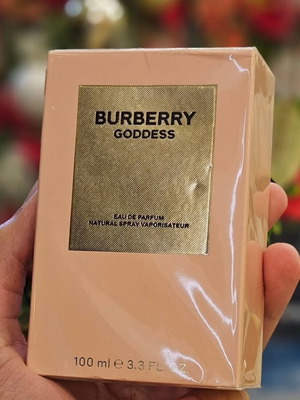 BURBERRY
GODDESS
EAU DE PARFUM
NATURAL SPRAY VAPORISATEUR
100 ml ℮ 3.3 FL. OZ.